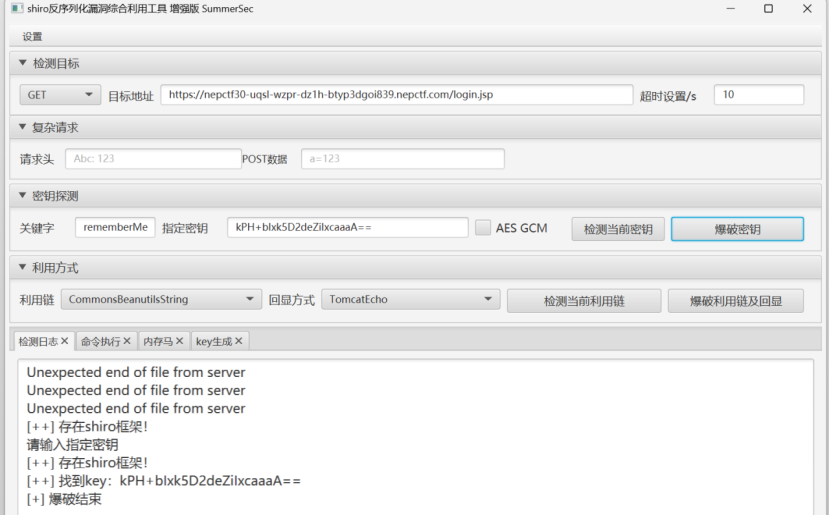 shiro反序列化漏洞综合利用工具 增强版 SummerSec
设置
检测目标
GET 目标地址 https://nepctf30-uqsl-wzpr-dz1h-btyp3dgoi839.nepctf.com/login.jsp 超时设置/s 10
复杂请求
请求头 Abc: 123 POST数据 a=123
密钥探测
关键字 rememberMe 指定密钥 kPH+bIxk5D2deZiIxcaaaA== AES GCM 检测当前密钥 爆破密钥
利用方式
利用链 CommonsBeanutilsString 回显方式 TomcatEcho 检测当前利用链 爆破利用链及回显
检测日志 命令执行 内存马 key生成
Unexpected end of file from server
Unexpected end of file from server
Unexpected end of file from server
[++] 存在shiro框架!
请输入指定密钥
[++] 存在shiro框架!
[++] 找到key: kPH+bIxk5D2deZiIxcaaaA==
[+] 爆破结束